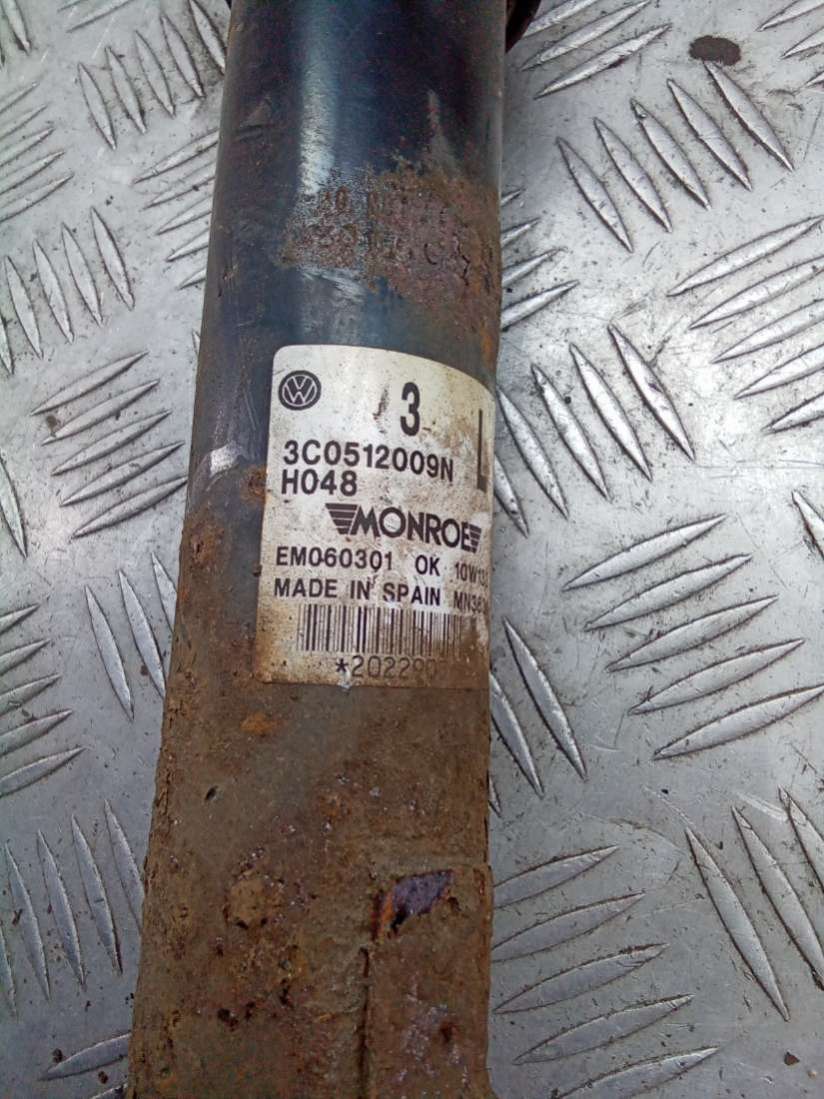 3 L
3C0512009N
H048
MONROE
EM060301 OK
MADE IN SPAIN